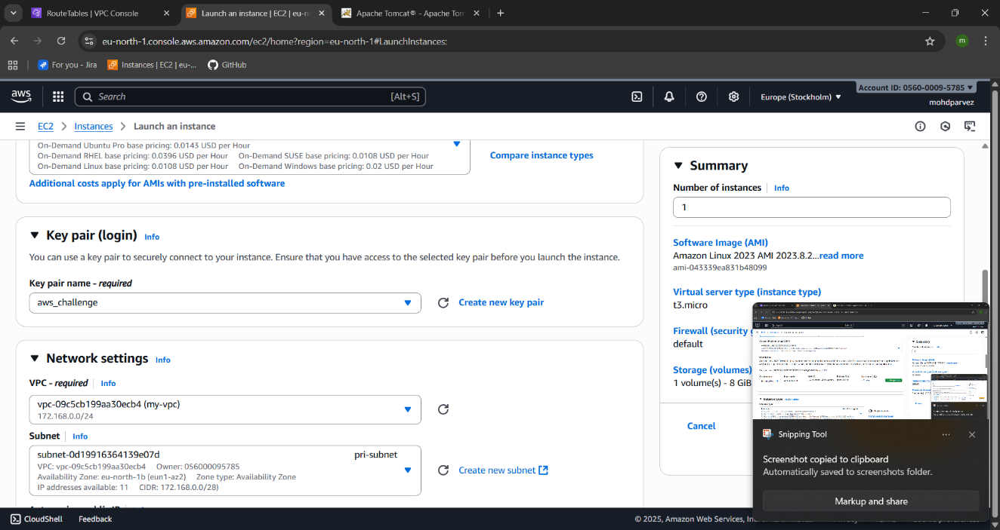 RouteTables | VPC Console
Launch an instance | EC2 | eu-n
Apache Tomcat® - Apache Tom
eu-north-1.console.aws.amazon.com/ec2/home?region=eu-north-1#LaunchInstances:
m
For you - Jira
Instances | EC2 | eu-...
GitHub
aws
Search
[Alt+S]
Europe (Stockholm)
Account ID: 0560-0009-5785
mohdparvez
EC2
Instances
Launch an instance
On-Demand Ubuntu Pro base pricing: 0.0143 USD per Hour
On-Demand RHEL base pricing: 0.0396 USD per Hour On-Demand SUSE base pricing: 0.0108 USD per Hour
On-Demand Linux base pricing: 0.0108 USD per Hour On-Demand Windows base pricing: 0.02 USD per Hour
Compare instance types
Additional costs apply for AMIs with pre-installed software
Key pair (login) Info
You can use a key pair to securely connect to your instance. Ensure that you have access to the selected key pair before you launch the instance.
Key pair name - required
aws_challenge
Create new key pair
Network settings Info
VPC - required Info
vpc-09c5cb199aa30ecb4 (my-vpc)
172.168.0.0/24
Subnet Info
subnet-0d19916364139e07d pri-subnet
VPC: vpc-09c5cb199aa30ecb4 Owner: 056000095785
Availability Zone: eu-north-1b (eun1-az2) Zone type: Availability Zone
IP addresses available: 11 CIDR: 172.168.0.0/28)
Create new subnet
Summary
Number of instances Info
1
Software Image (AMI)
Amazon Linux 2023 AMI 2023.8.2...read more
ami-043339ea831b48099
Virtual server type (instance type)
t3.micro
Firewall (security g
default
Storage (volumes)
1 volume(s) - 8 GiB
Cancel
Snipping Tool
Screenshot copied to clipboard
Automatically saved to screenshots folder.
Markup and share
CloudShell
Feedback
© 2025, Amazon Web Services, Inc.